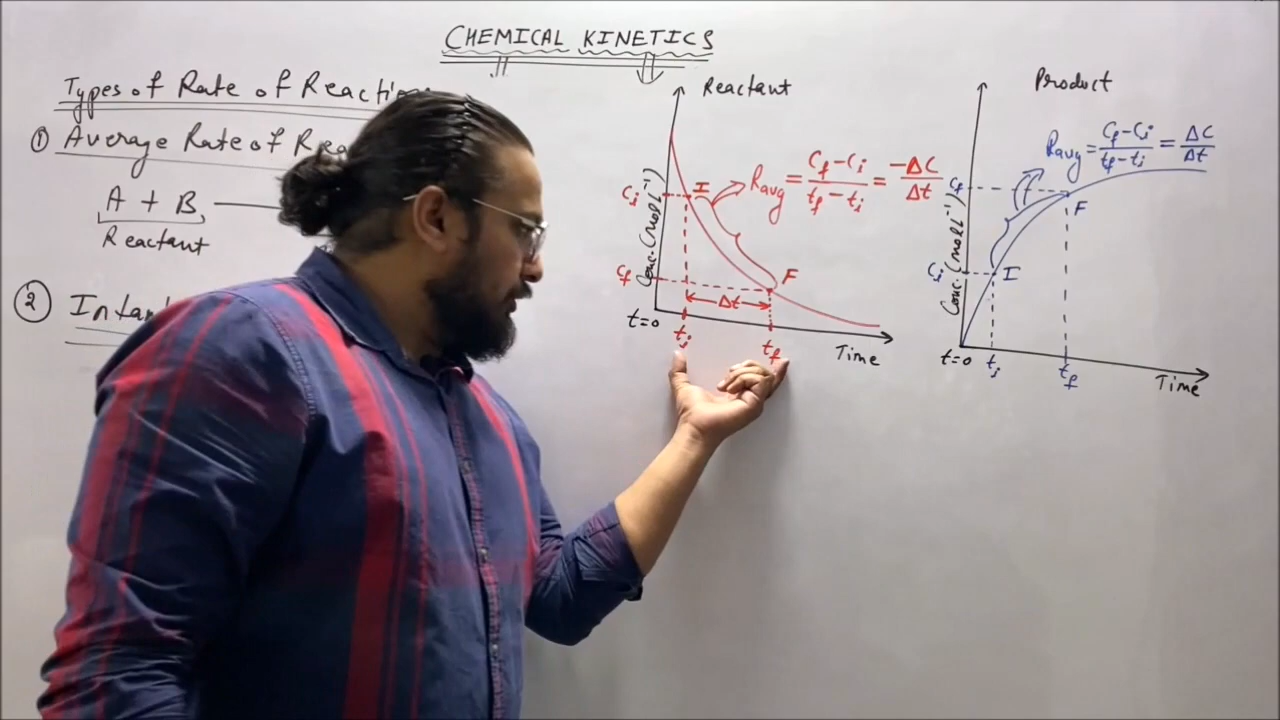 CHEMICAL KINETICS
Types of Rate of Reaction
① Average Rate of
A + B
Reactant
②
Reactant
Conc. (mol L⁻¹)
Ci
Cf
I
F
Ravg = Cf - Ci / tf - ti = -ΔC / Δt
Δt
t=0
ti
tf
Time
Product
Conc. (mol L⁻¹)
Cf
Ci
I
F
Ravg = Cf - Ci / tf - ti = ΔC / Δt
t=0
ti
tf
Time